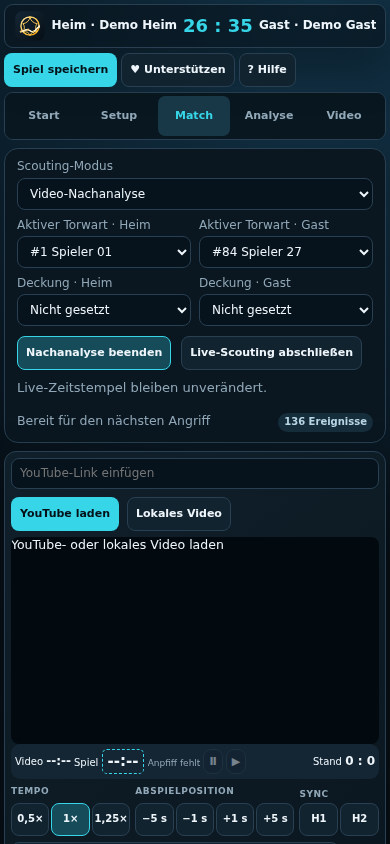 Heim · Demo Heim 26 : 35 Gast · Demo Gast
Spiel speichern ♥ Unterstützen ? Hilfe
Start Setup Match Analyse Video
Scouting-Modus
Video-Nachanalyse
Aktiver Torwart · Heim Aktiver Torwart · Gast
#1 Spieler 01 #84 Spieler 27
Deckung · Heim Deckung · Gast
Nicht gesetzt Nicht gesetzt
Nachanalyse beenden Live-Scouting abschließen
Live-Zeitstempel bleiben unverändert.
Bereit für den nächsten Angriff 136 Ereignisse
YouTube-Link einfügen
YouTube laden Lokales Video
YouTube- oder lokales Video laden
Video --:-- Spiel --:-- Anpfiff fehlt Stand 0 : 0
TEMPO ABSPIELPOSITION SYNC
0,5× 1× 1,25× −5 s −1 s +1 s +5 s H1 H2